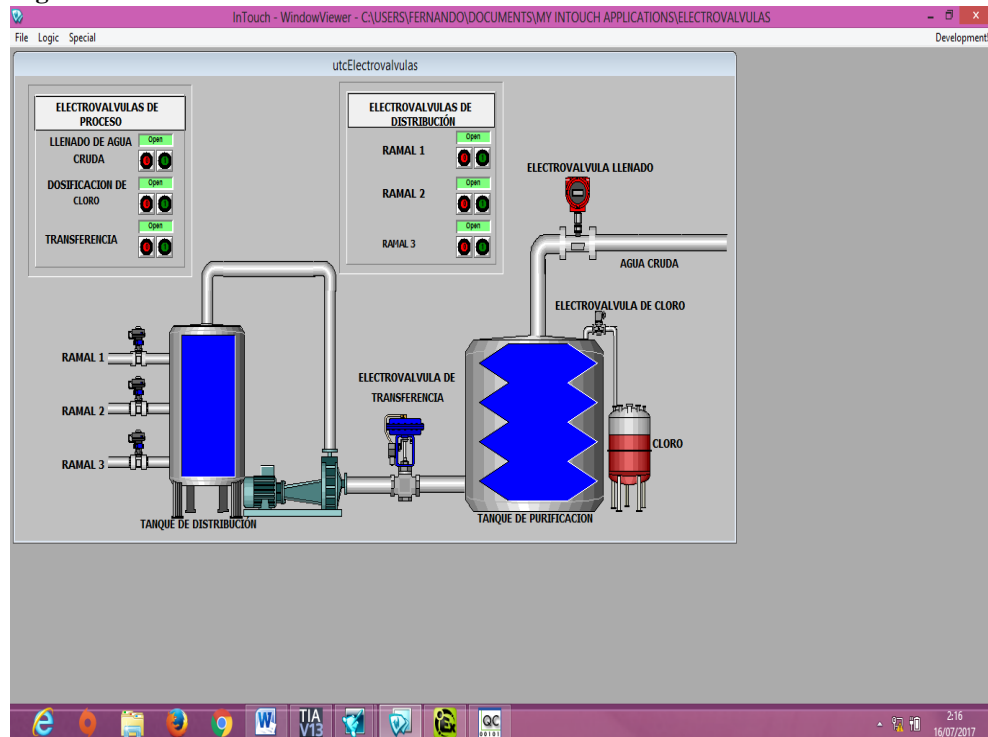 InTouch - WindowViewer - C:\USERS\FERNANDO\DOCUMENTS\MY INTOUCH APPLICATIONS\ELECTROVALVULAS
File Logic Special
Development!
utcElectrovalvulas
ELECTROVALVULAS DE
PROCESO
LLENADO DE AGUA
CRUDA
Open
DOSIFICACION DE
CLORO
Open
TRANSFERENCIA
Open
ELECTROVALVULAS DE
DISTRIBUCIÓN
RAMAL 1
Open
RAMAL 2
Open
RAMAL 3
Open
ELECTROVALVULA LLENADO
AGUA CRUDA
ELECTROVALVULA DE CLORO
RAMAL 1
RAMAL 2
RAMAL 3
ELECTROVALVULA DE
TRANSFERENCIA
CLORO
TANQUE DE DISTRIBUCIÓN
TANQUE DE PURIFICACION
TIA
V13
QC
00101
2:16
16/07/2017